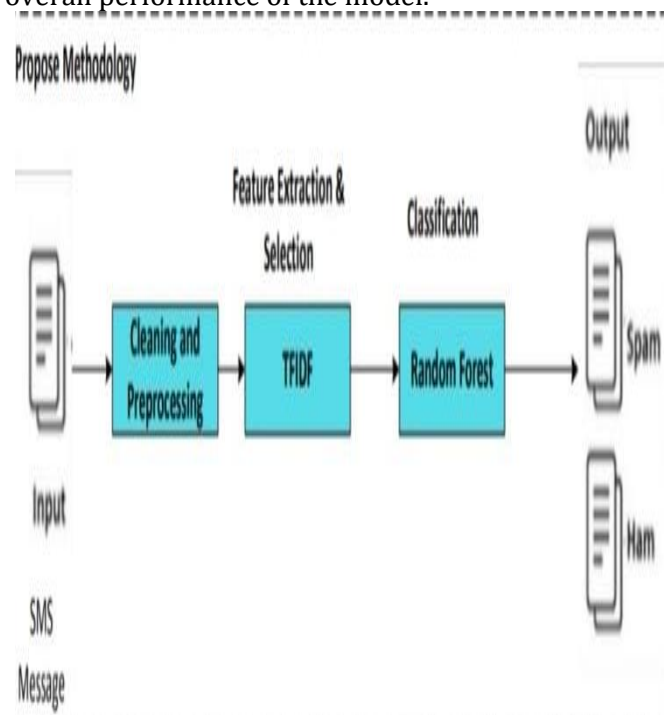 overall performance of the model.
Propose Methodology
Output
Feature Extraction &
Selection
Classification
Cleaning and
Preprocessing
TFIDF
Random Forest
Spam
Input
Ham
SMS
Message